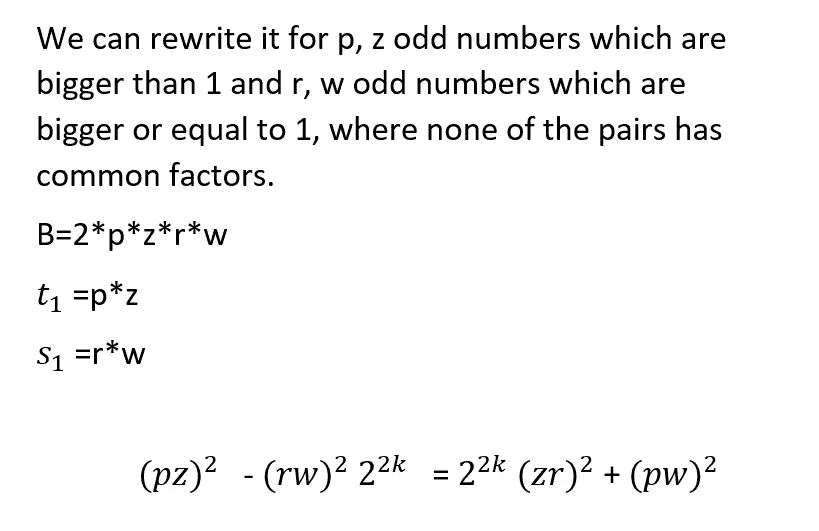 We can rewrite it for p, z odd numbers which are
bigger than 1 and r, w odd numbers which are
bigger or equal to 1, where none of the pairs has
common factors.
B=2*p*z*r*w
𝑡₁ =p*z
𝑠₁ =r*w
(𝑝𝑧)² - (𝑟𝑤)² 2²ᵏ = 2²ᵏ (𝑧𝑟)² + (𝑝𝑤)²